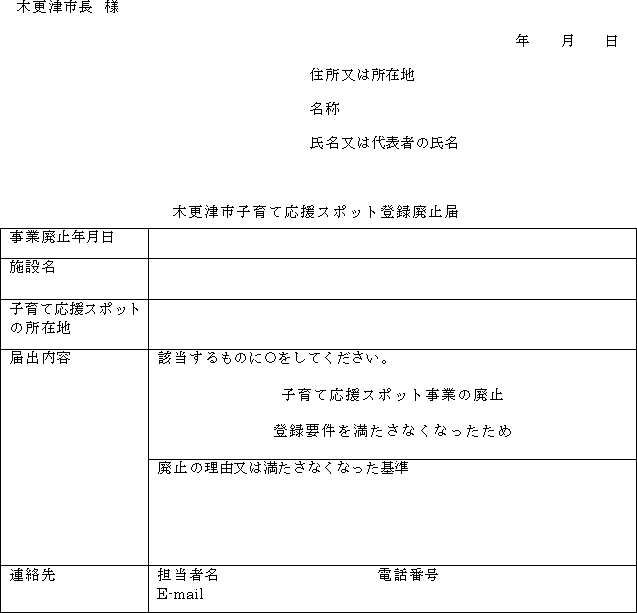 木更津市長　様
年　　月　　日
住所又は所在地
名称
氏名又は代表者の氏名
木更津市子育て応援スポット登録廃止届
事業廃止年月日
施設名
子育て応援スポット
の所在地
届出内容
該当するものに○をしてください。
子育て応援スポット事業の廃止
登録要件を満たさなくなったため
廃止の理由又は満たさなくなった基準
連絡先
担当者名　　　　　　　　　　電話番号
E-mail